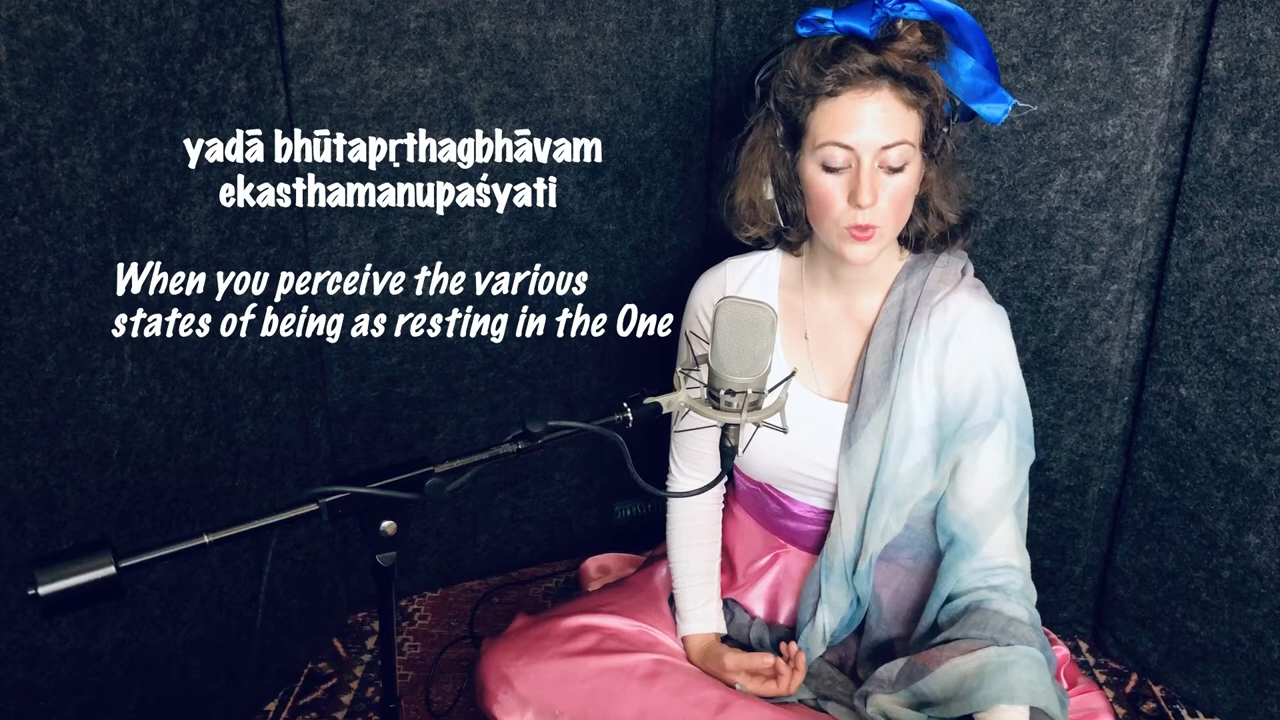 yadā bhūtapṛthagbhāvam
ekasthamanupaśyati
When you perceive the various
states of being as resting in the One